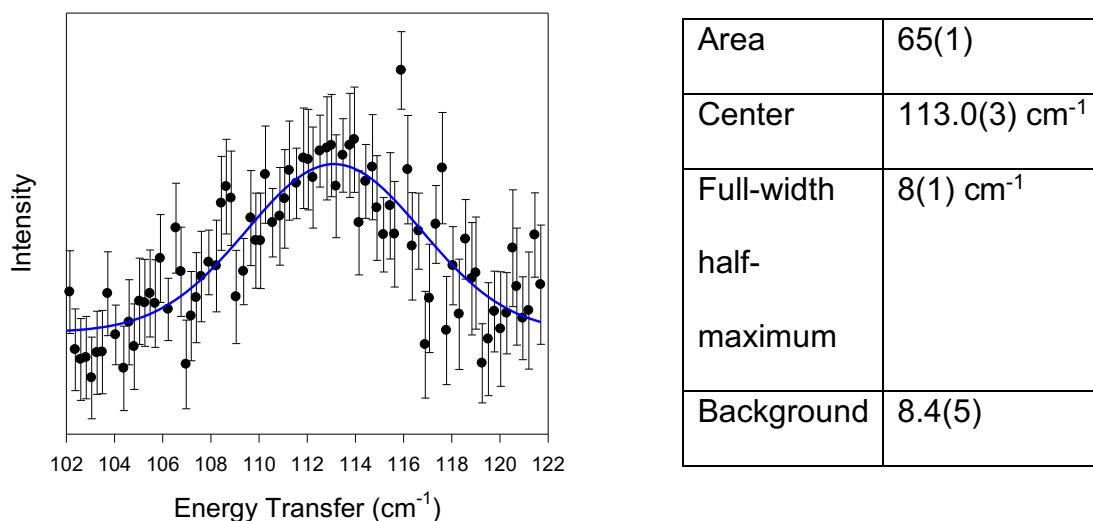 Intensity
102 104 106 108 110 112 114 116 118 120 122
Energy Transfer (cm⁻¹)
Area 65(1)
Center 113.0(3) cm⁻¹
Full-width 8(1) cm⁻¹
half-
maximum
Background 8.4(5)